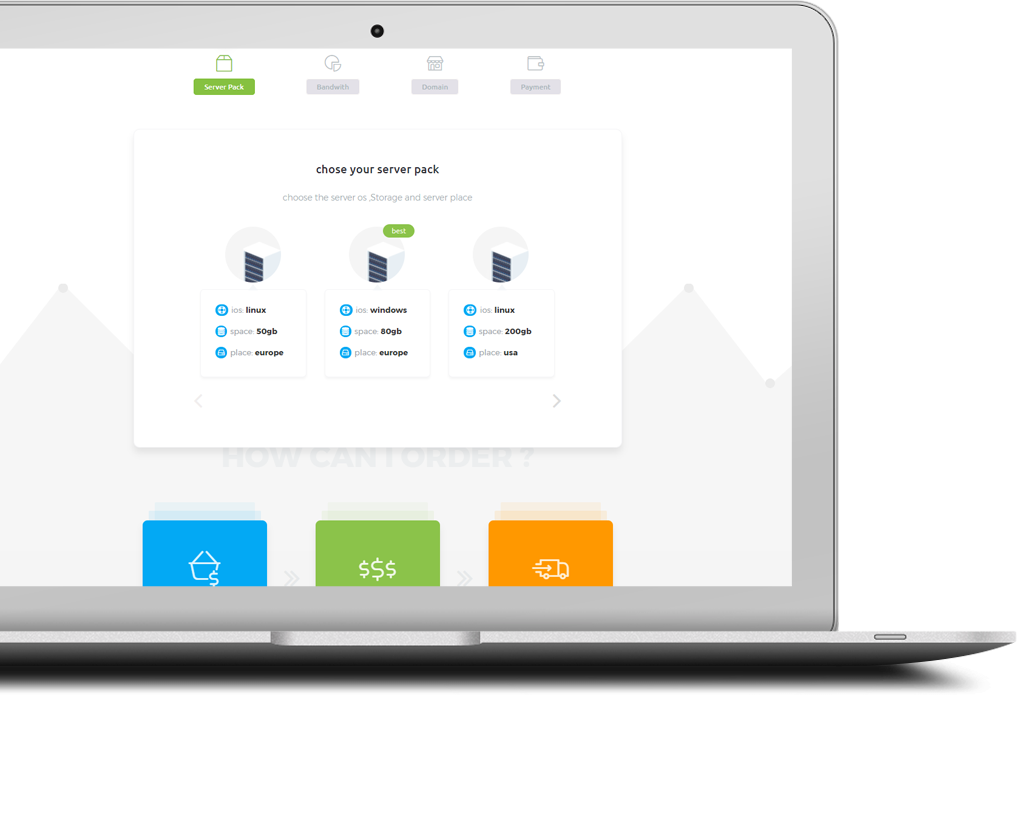 Server Pack
Bandwith
Domain
Payment
chose your server pack
choose the server os ,Storage and server place
best
ios: linux
space: 50gb
place: europe
ios: windows
space: 80gb
place: europe
ios: linux
space: 200gb
place: usa
HOW CAN I ORDER ?
$
$$$